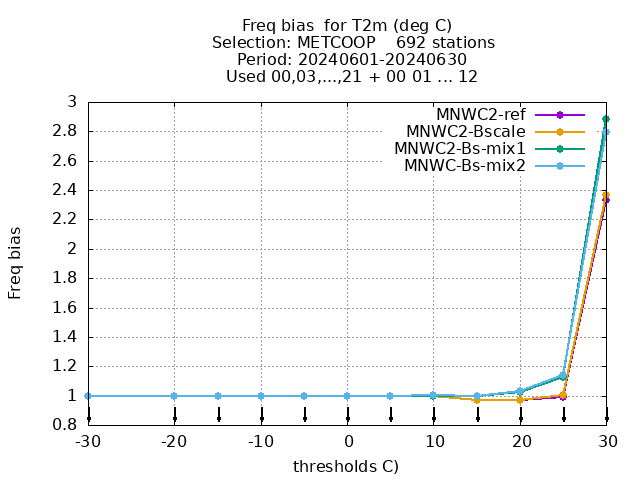 Freq bias  for T2m (deg C)
Selection: METCOOP    692 stations
Period: 20240601-20240630
Used 00,03,...,21 + 00 01 ... 12
MNWC2-ref
MNWC2-Bscale
MNWC2-Bs-mix1
MNWC-Bs-mix2
Freq bias
3
2.8
2.6
2.4
2.2
2
1.8
1.6
1.4
1.2
1
0.8
-30 -20 -10 0 10 20 30
thresholds C)